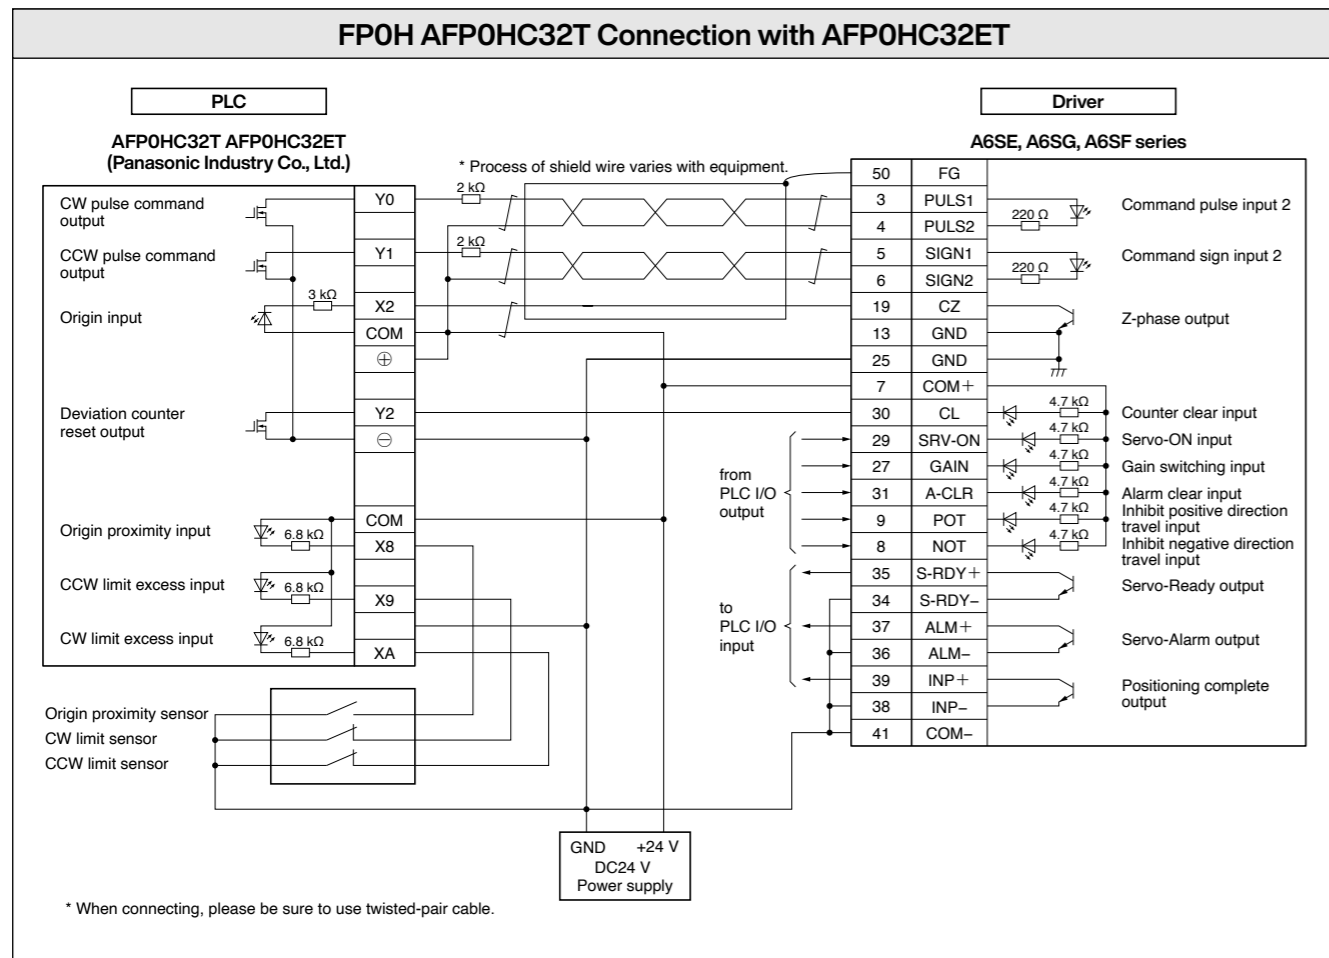 FP0H AFP0HC32T Connection with AFP0HC32ET
PLC
AFP0HC32T AFP0HC32ET
(Panasonic Industry Co., Ltd.)
Driver
A6SE, A6SG, A6SF series
* Process of shield wire varies with equipment.
CW pulse command
output
CCW pulse command
output
3 kΩ
Origin input
Deviation counter
reset output
Origin proximity input
6.8 kΩ
CCW limit excess input
6.8 kΩ
CW limit excess input
6.8 kΩ
Y0
Y1
X2
COM
⊕
Y2
⊖
COM
X8
X9
XA
2 kΩ
2 kΩ
from
PLC I/O
output
to
PLC I/O
input
50 FG
3 PULS1
4 PULS2
5 SIGN1
6 SIGN2
19 CZ
13 GND
25 GND
7 COM+
30 CL
29 SRV-ON
27 GAIN
31 A-CLR
9 POT
8 NOT
35 S-RDY+
34 S-RDY−
37 ALM+
36 ALM−
39 INP+
38 INP−
41 COM−
220 Ω
Command pulse input 2
220 Ω
Command sign input 2
Z-phase output
4.7 kΩ
Counter clear input
4.7 kΩ
Servo-ON input
4.7 kΩ
Gain switching input
4.7 kΩ
Alarm clear input
4.7 kΩ
Inhibit positive direction
travel input
4.7 kΩ
Inhibit negative direction
travel input
Servo-Ready output
Servo-Alarm output
Positioning complete
output
Origin proximity sensor
CW limit sensor
CCW limit sensor
GND +24 V
DC24 V
Power supply
* When connecting, please be sure to use twisted-pair cable.